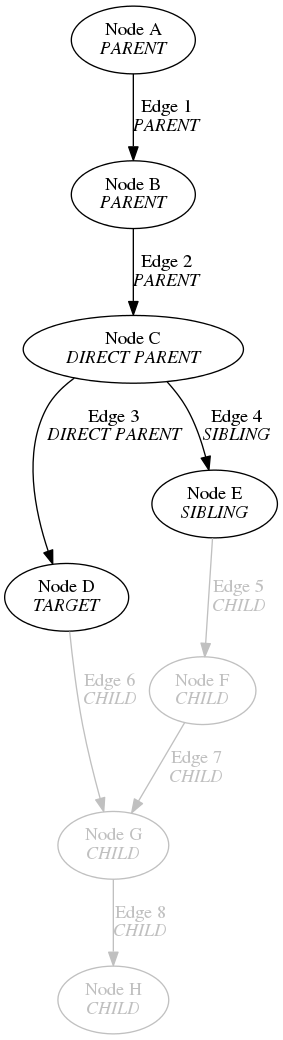 Node A
PARENT
Edge 1
PARENT
Node B
PARENT
Edge 2
PARENT
Node C
DIRECT PARENT
Edge 3
DIRECT PARENT
Edge 4
SIBLING
Node E
SIBLING
Node D
TARGET
Edge 5
CHILD
Edge 6
CHILD
Node F
CHILD
Edge 7
CHILD
Node G
CHILD
Edge 8
CHILD
Node H
CHILD